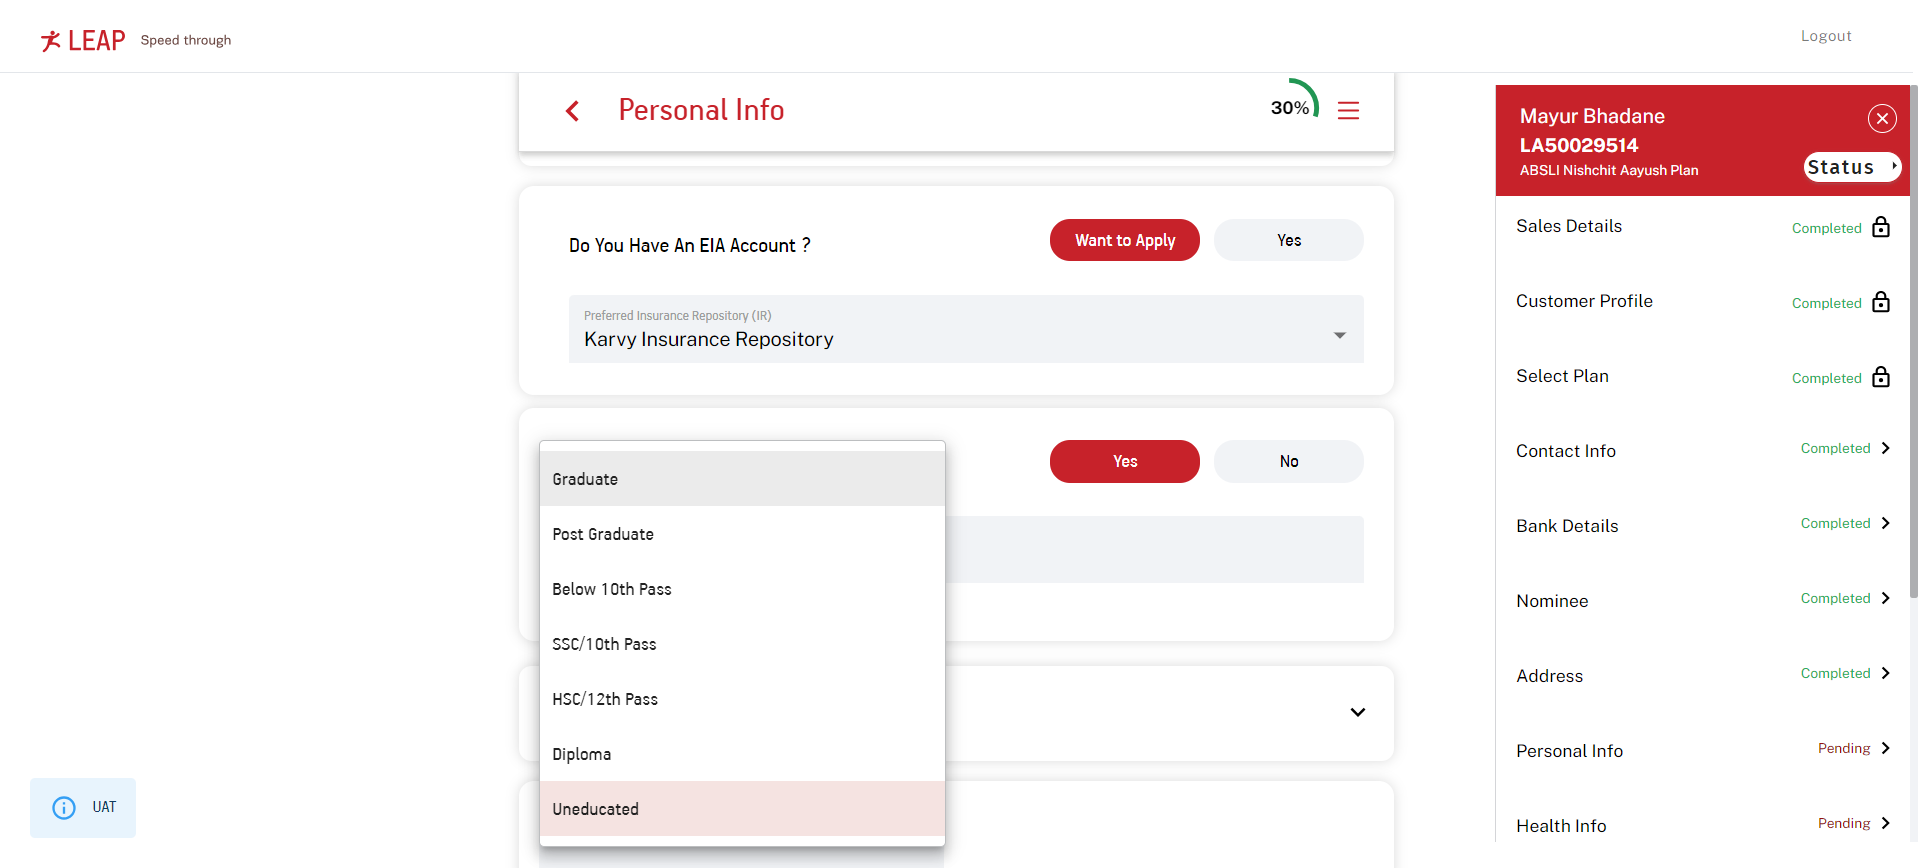 LEAP Speed through
Logout
Personal Info
30%
Do You Have An EIA Account ?
Want to Apply
Yes
Preferred Insurance Repository (IR)
Karvy Insurance Repository
Yes
No
Graduate
Post Graduate
Below 10th Pass
SSC/10th Pass
HSC/12th Pass
Diploma
Uneducated
UAT
Mayur Bhadane
LA50029514
ABSLI Nishchit Aayush Plan
Status
Sales Details Completed
Customer Profile Completed
Select Plan Completed
Contact Info Completed
Bank Details Completed
Nominee Completed
Address Completed
Personal Info Pending
Health Info Pending